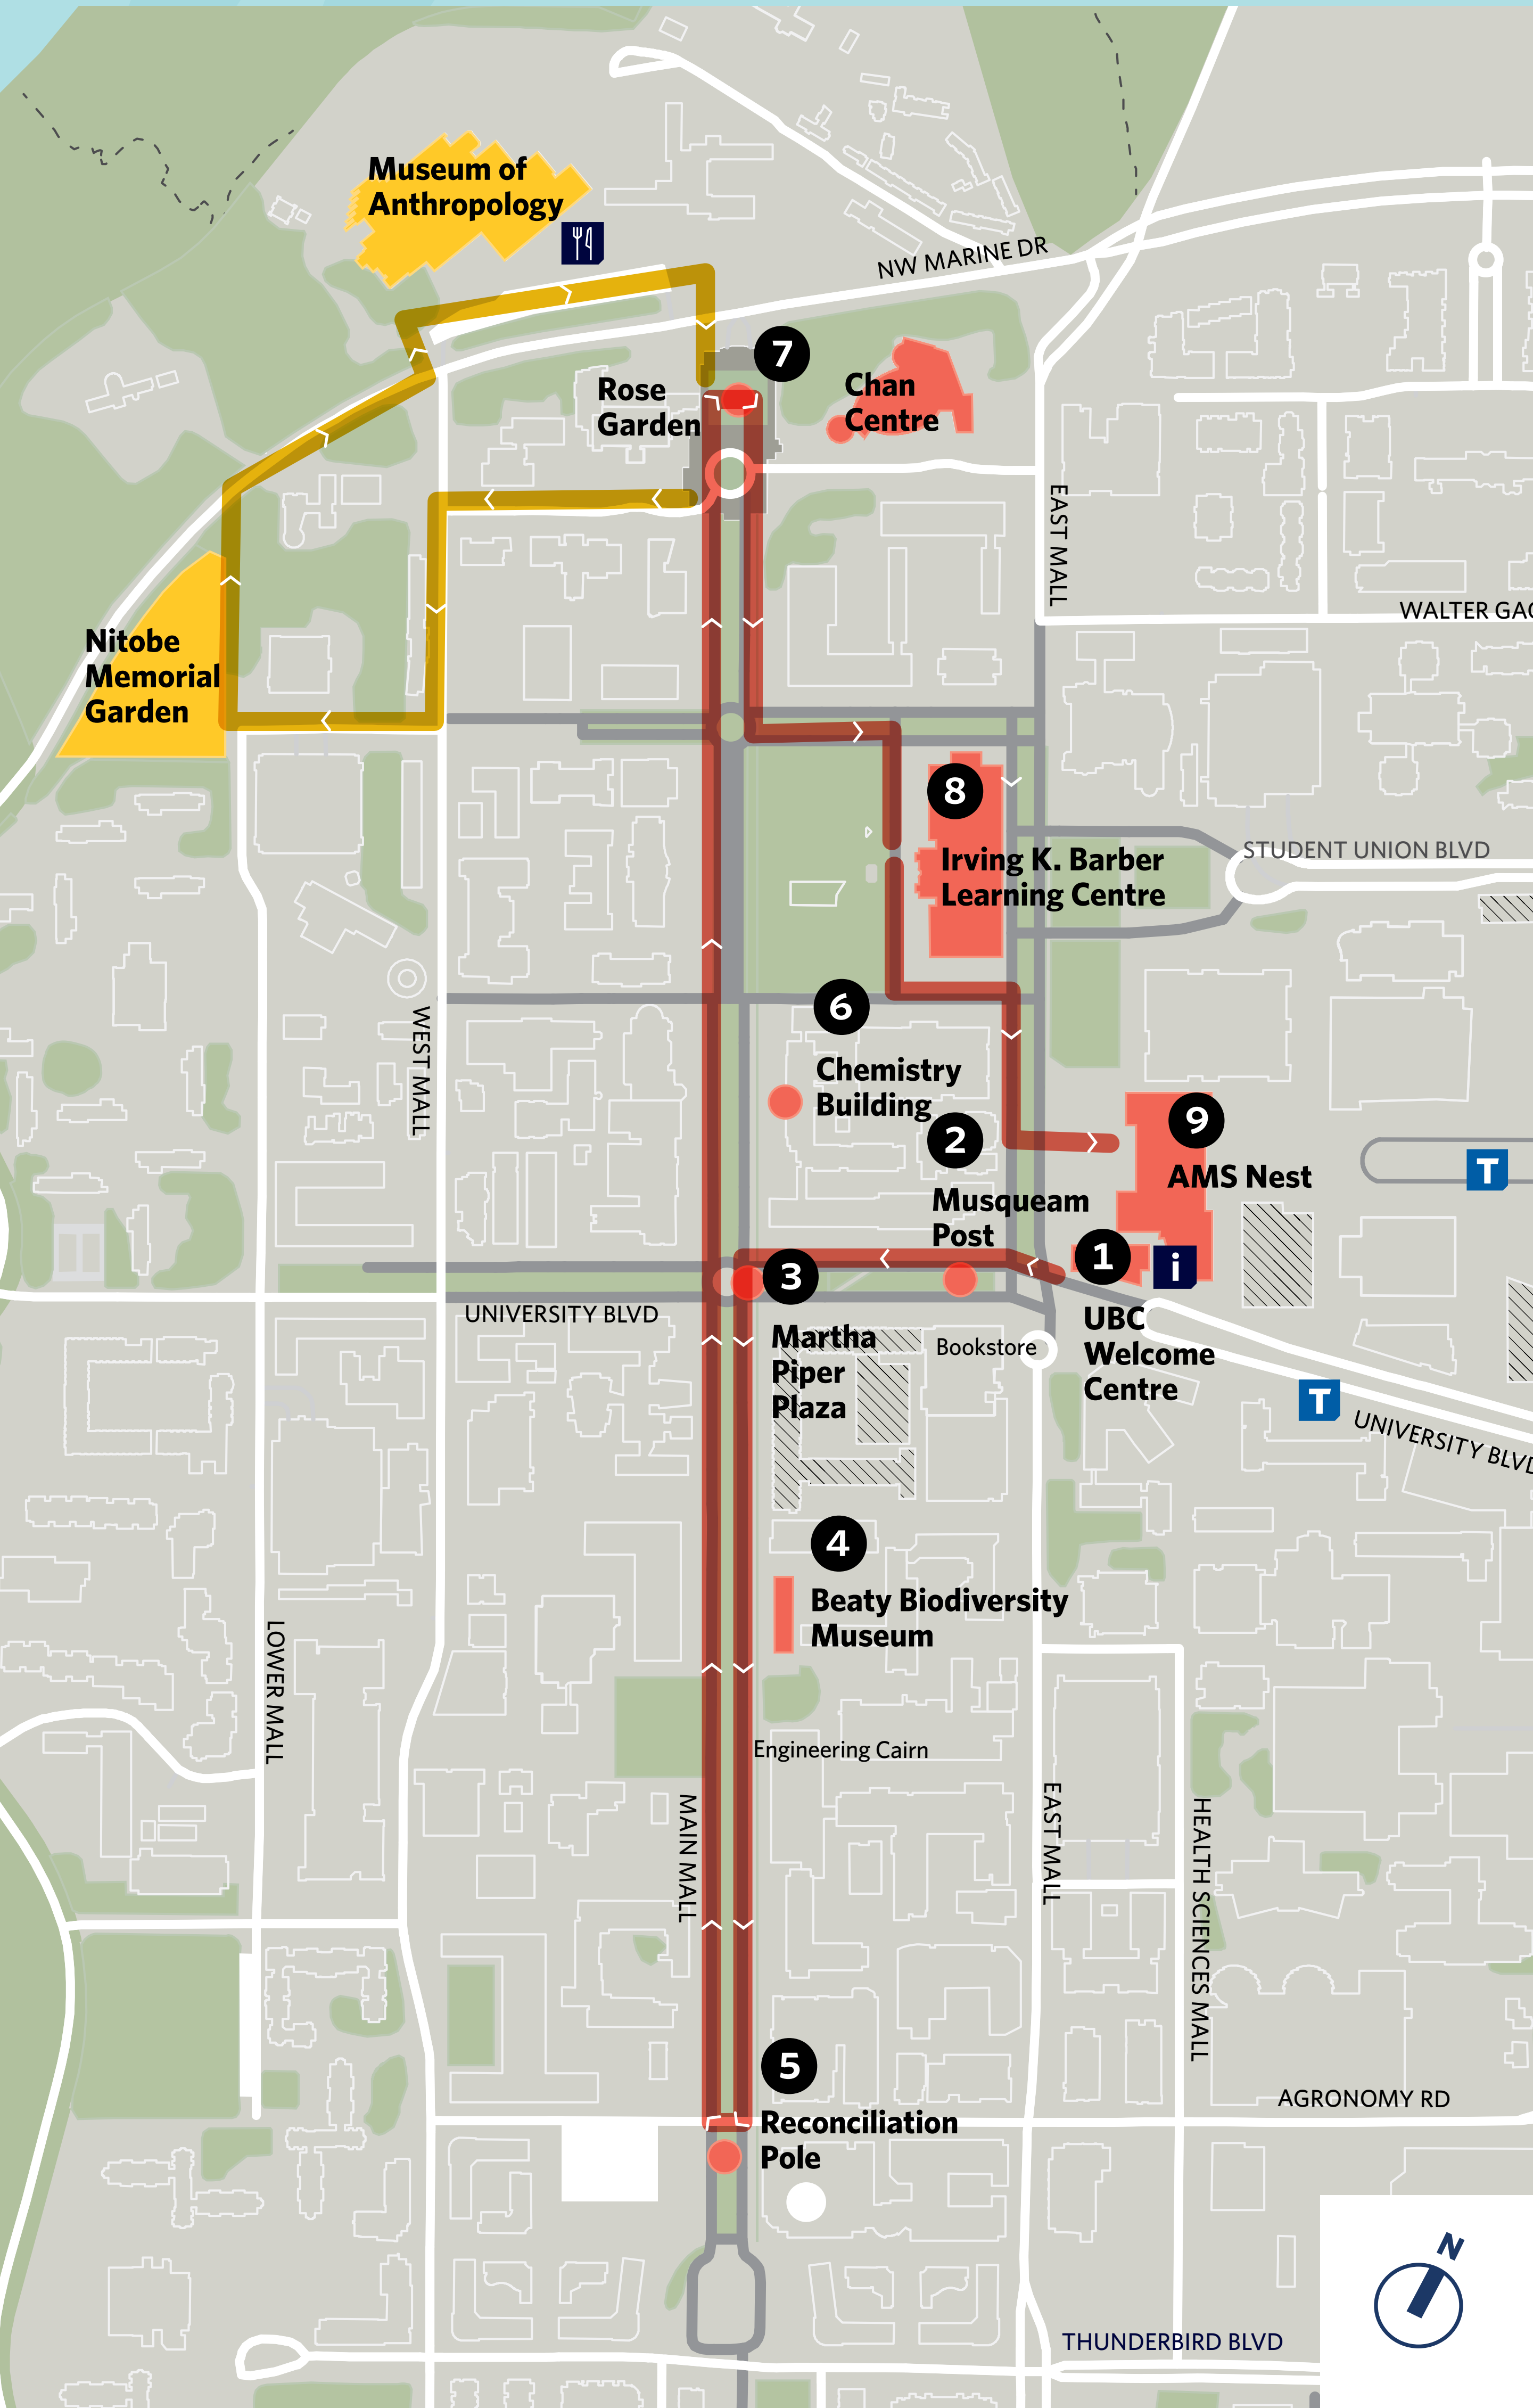 Museum of
Anthropology
NW MARINE DR
7
Rose
Garden
Chan
Centre
EAST MALL
WALTER GAG
Nitobe
Memorial
Garden
8
STUDENT UNION BLVD
Irving K. Barber
Learning Centre
6
WEST MALL
Chemistry
Building
2
9
AMS Nest
T
Musqueam
Post
1
i
3
UNIVERSITY BLVD
UBC
Welcome
Centre
Martha
Piper
Plaza
Bookstore
T
UNIVERSITY BLVD
4
Beaty Biodiversity
Museum
LOWER MALL
Engineering Cairn
MAIN MALL
EAST MALL
HEALTH SCIENCES MALL
5
AGRONOMY RD
Reconciliation
Pole
N
THUNDERBIRD BLVD